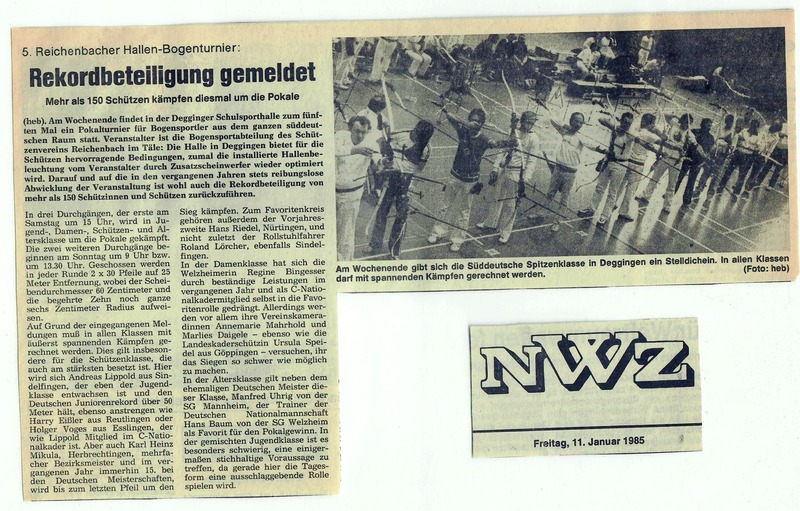 5. Reichenbacher Hallen-Bogenturnier:
Rekordbeteiligung gemeldet
Mehr als 150 Schützen kämpfen diesmal um die Pokale
(heb). Am Wochenende findet in der Degginger Schulsporthalle zum fünf-
ten Mal ein Pokalturnier für Bogensportler aus dem ganzen süddeut-
schen Raum statt. Veranstalter ist die Bogensportabteilung des Schüt-
zenvereins Reichenbach im Täle: Die Halle in Deggingen bietet für die
Schützen hervorragende Bedingungen, zumal die installierte Hallenbe-
leuchtung vom Veranstalter durch Zusatzscheinwerfer wieder optimiert
wird. Darauf und auf die in den vergangenen Jahren stets reibungslose
Abwicklung der Veranstaltung ist wohl auch die Rekordbeteiligung von
mehr als 150 Schützinnen und Schützen zurückzuführen.
In drei Durchgängen, der erste am
Samstag um 15 Uhr, wird in Ju-
gend-, Damen-, Schützen- und Al-
tersklasse um die Pokale gekämpft.
Die zwei weiteren Durchgänge be-
ginnen am Sonntag um 9 Uhr bzw.
um 13.30 Uhr. Geschossen werden
in jeder Runde 2 x 30 Pfeile auf 25
Meter Entfernung, wobei der Schei-
bendurchmesser 60 Zentimeter und
die begehrte Zehn noch ganze
sechs Zentimeter Radius aufwei-
sen.
Auf Grund der eingegangenen Mel-
dungen muß in allen Klassen mit
äußerst spannenden Kämpfen ge-
rechnet werden. Dies gilt insbeson-
dere für die Schützenklasse, die
auch am stärksten besetzt ist. Hier
wird sich Andreas Lippold aus Sin-
delfingen, der eben der Jugend-
klasse entwachsen ist und den
Deutschen Juniorenrekord über 50
Meter hält, ebenso anstrengen wie
Harry Eißler aus Reutlingen oder
Holger Voges aus Esslingen, der
wie Lippold Mitglied im C-Natio-
nalkader ist. Aber auch Karl Heinz
Mikula, Herbrechtingen, mehrfa-
cher Bezirksmeister und im ver-
gangenen Jahr immerhin 15. bei
den Deutschen Meisterschaften,
wird bis zum letzten Pfeil um den
Sieg kämpfen. Zum Favoritenkreis
gehören außerdem der Vorjahres-
zweite Hans Riedel, Nürtingen, und
nicht zuletzt der Rollstuhlfahrer
Roland Lörcher, ebenfalls Sindel-
fingen.
In der Damenklasse hat sich die
Welzheimerin Regine Bingesser
durch beständige Leistungen im
vergangenen Jahr und als C-Natio-
nalkadermitglied selbst in die Favo-
ritenrolle gedrängt. Allerdings wer-
den vor allem ihre Vereinskamera-
dinnen Annemarie Mahrhold und
Marlies Daigele – ebenso wie die
Landeskaderschützin Ursula Spei-
del aus Göppingen – versuchen, ihr
das Siegen so schwer wie möglich
zu machen.
In der Altersklasse gilt neben dem
ehemaligen Deutschen Meister die-
ser Klasse, Manfred Uhrig von der
SG Mannheim, der Trainer der
Deutschen Nationalmannschaft
Hans Baum von der SG Welzheim
als Favorit für den Pokalgewinn. In
der gemischten Jugendklasse ist es
besonders schwierig, eine einiger-
maßen stichhaltige Voraussage zu
treffen, da gerade hier die Tages-
form eine ausschlaggebende Rolle
spielen wird.
Am Wochenende gibt sich die Süddeutsche Spitzenklasse in Deggingen ein Stelldichein. In allen Klassen
darf mit spannenden Kämpfen gerechnet werden. (Foto: heb)
NWZ
Freitag, 11. Januar 1985